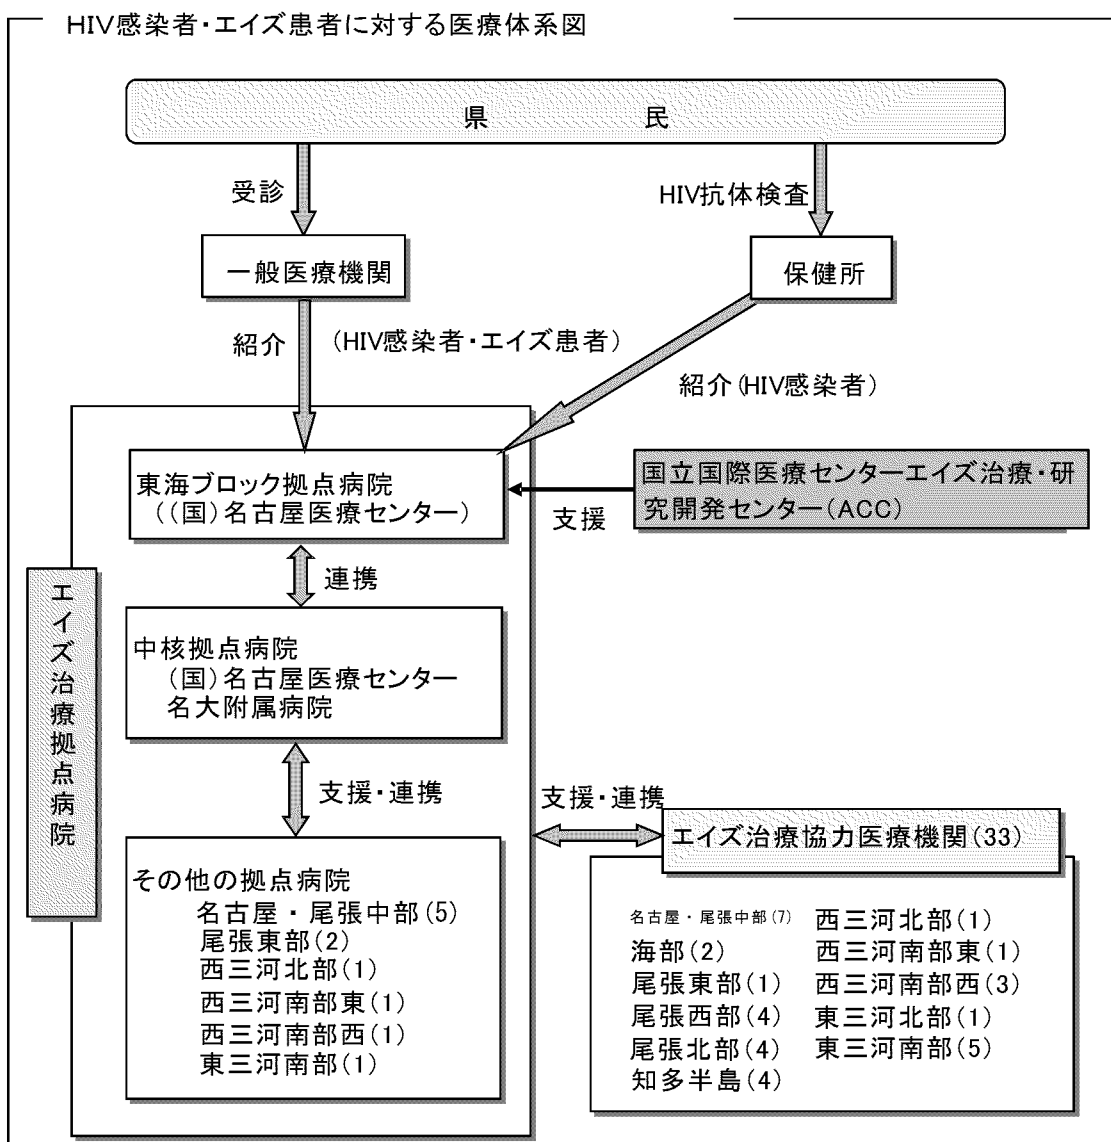 HIV感染者・エイズ患者に対する医療体系図
県 民
受診
HIV抗体検査
一般医療機関
保健所
紹介
(HIV感染者・エイズ患者)
紹介(HIV感染者)
東海ブロック拠点病院
((国)名古屋医療センター)
国立国際医療センターエイズ治療・研
究開発センター(ACC)
支援
連携
エイズ治療拠点病院
中核拠点病院
(国)名古屋医療センター
名大附属病院
支援・連携
支援・連携
エイズ治療協力医療機関(33)
その他の拠点病院
名古屋・尾張中部(5)
尾張東部(2)
西三河北部(1)
西三河南部東(1)
西三河南部西(1)
東三河南部(1)
名古屋・尾張中部(7)
海部(2)
尾張東部(1)
尾張西部(4)
尾張北部(4)
知多半島(4)
西三河北部(1)
西三河南部東(1)
西三河南部西(3)
東三河北部(1)
東三河南部(5)